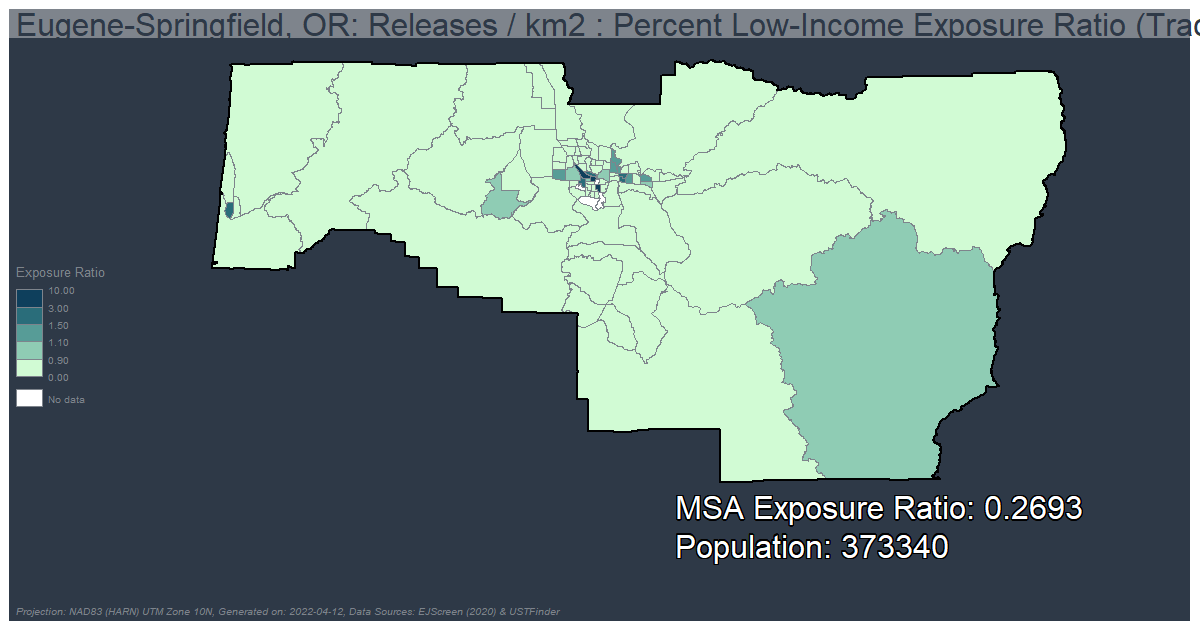 Eugene-Springfield, OR: Releases / km2 : Percent Low-Income Exposure Ratio (Trac
Exposure Ratio
10.00
3.00
1.50
1.10
0.90
0.00
No data
MSA Exposure Ratio: 0.2693
Population: 373340
Projection: NAD83 (HARN) UTM Zone 10N, Generated on: 2022-04-12, Data Sources: EJScreen (2020) & USTFinder